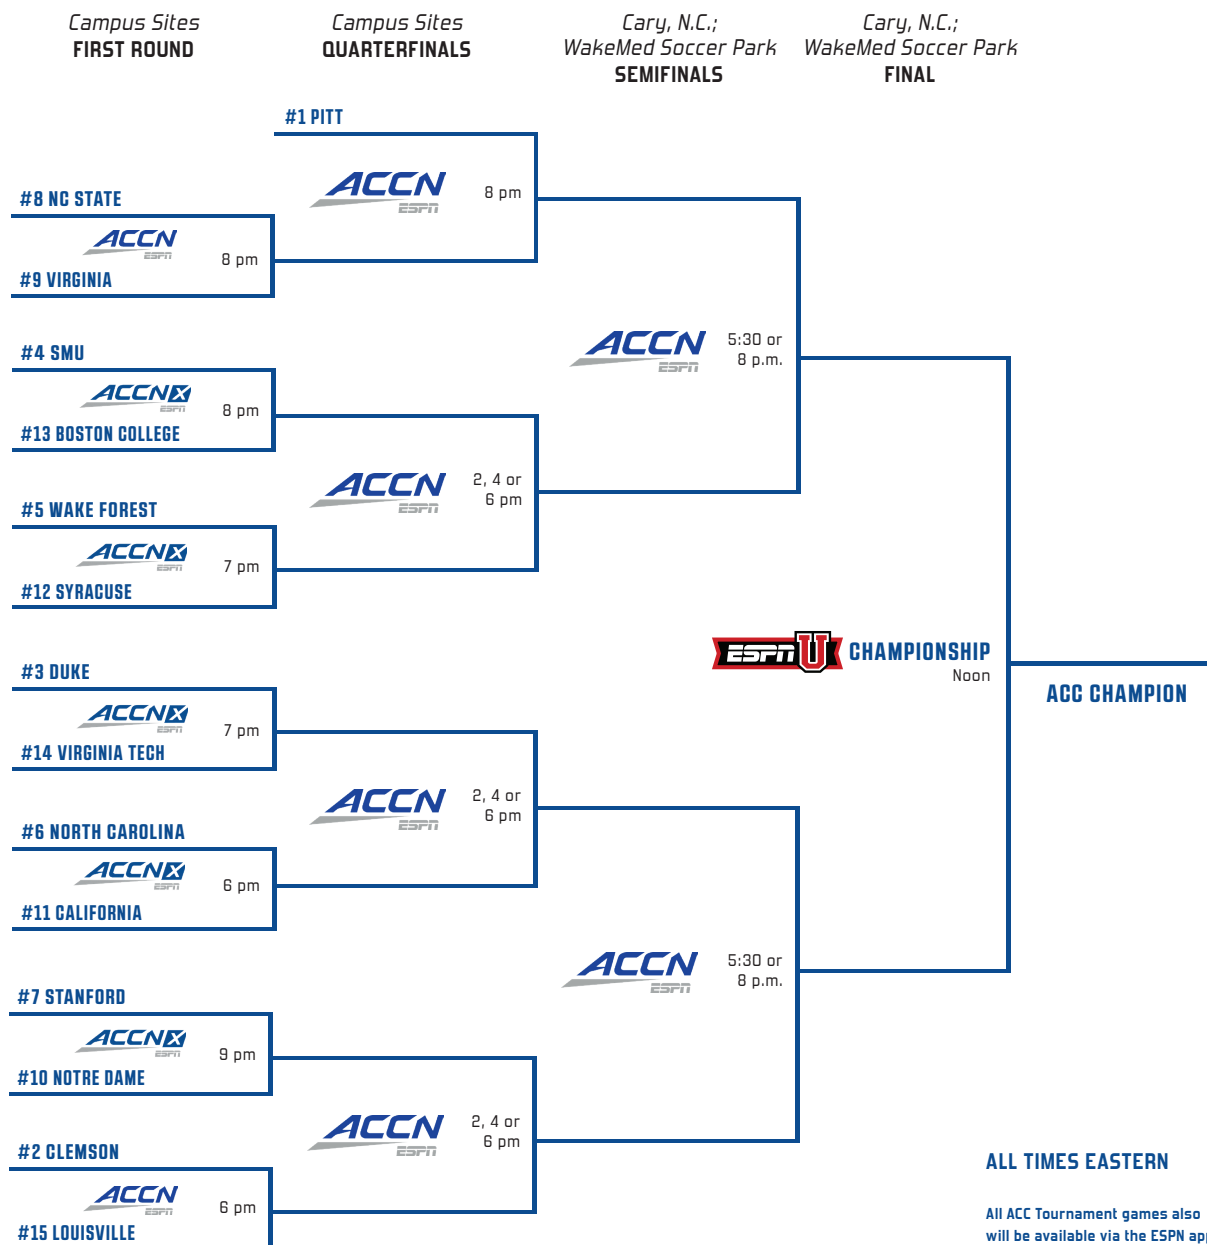 Campus Sites
FIRST ROUND
Campus Sites
QUARTERFINALS
Cary, N.C.;
WakeMed Soccer Park
SEMIFINALS
Cary, N.C.;
WakeMed Soccer Park
FINAL
#1 PITT
ACCN
ESPN
8 pm
#8 NC STATE
ACCN
ESPN
8 pm
#9 VIRGINIA
ACCN
ESPN
5:30 or
8 p.m.
#4 SMU
ACCNX
ESPN
8 pm
#13 BOSTON COLLEGE
ACCN
ESPN
2, 4 or
6 pm
#5 WAKE FOREST
ACCNX
ESPN
7 pm
#12 SYRACUSE
ESPN U CHAMPIONSHIP
Noon
ACC CHAMPION
#3 DUKE
ACCNX
ESPN
7 pm
#14 VIRGINIA TECH
ACCN
ESPN
2, 4 or
6 pm
#6 NORTH CAROLINA
ACCNX
ESPN
6 pm
#11 CALIFORNIA
ACCN
ESPN
5:30 or
8 p.m.
#7 STANFORD
ACCNX
ESPN
9 pm
#10 NOTRE DAME
ACCN
ESPN
2, 4 or
6 pm
#2 CLEMSON
ACCN
ESPN
6 pm
#15 LOUISVILLE
ALL TIMES EASTERN
All ACC Tournament games also
will be available via the ESPN app